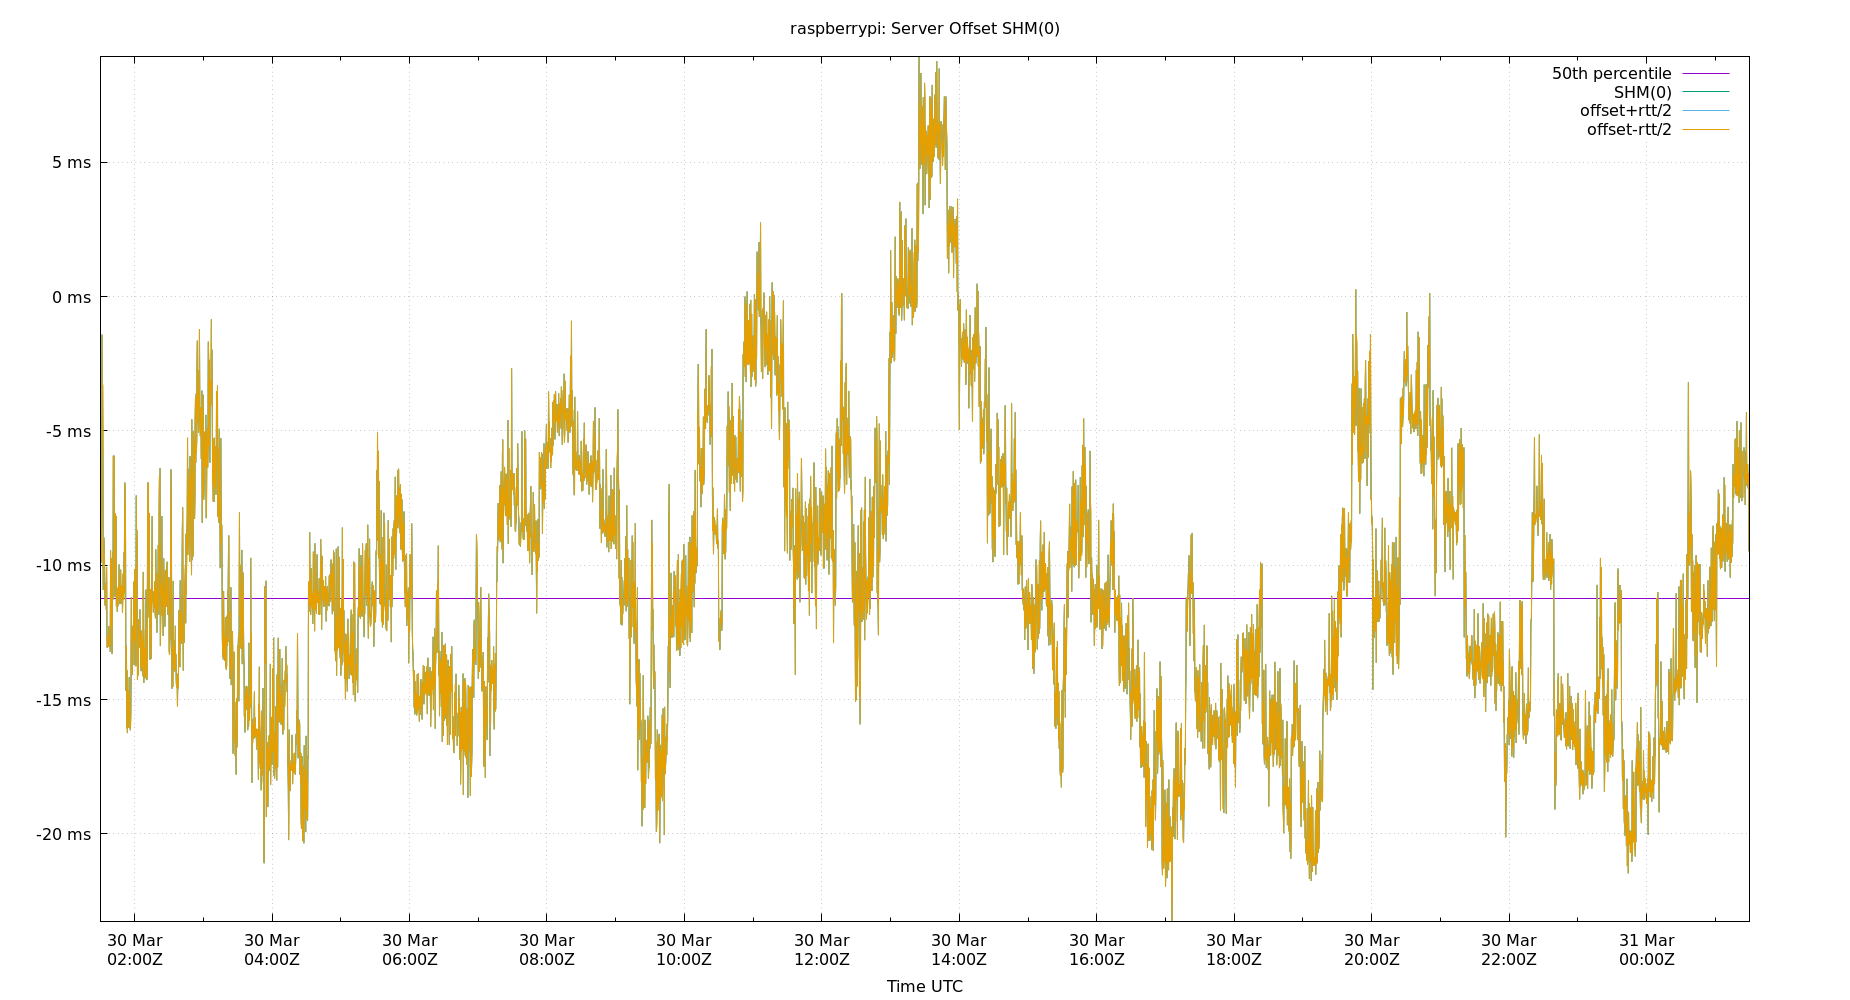 raspberrypi: Server Offset SHM(0)
50th percentile
SHM(0)
offset+rtt/2
offset-rtt/2
5 ms
0 ms
-5 ms
-10 ms
-15 ms
-20 ms
30 Mar 30 Mar 30 Mar 30 Mar 30 Mar 30 Mar 30 Mar 30 Mar 30 Mar 30 Mar 30 Mar 31 Mar
02:00Z 04:00Z 06:00Z 08:00Z 10:00Z 12:00Z 14:00Z 16:00Z 18:00Z 20:00Z 22:00Z 00:00Z
Time UTC